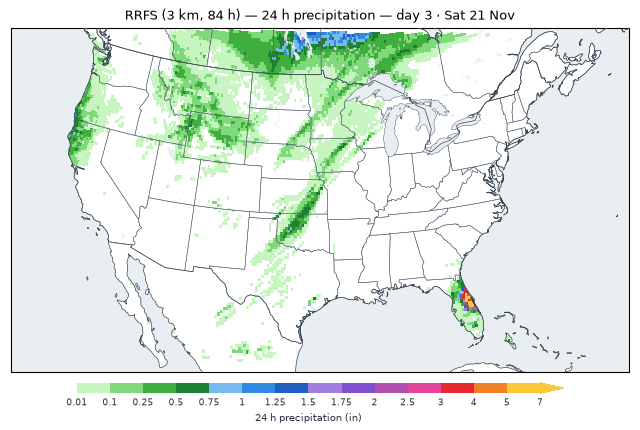 RRFS (3 km, 84 h) — 24 h precipitation — day 3 · Sat 21 Nov
0.01 0.1 0.25 0.5 0.75 1 1.25 1.5 1.75 2 2.5 3 4 5 7
24 h precipitation (in)